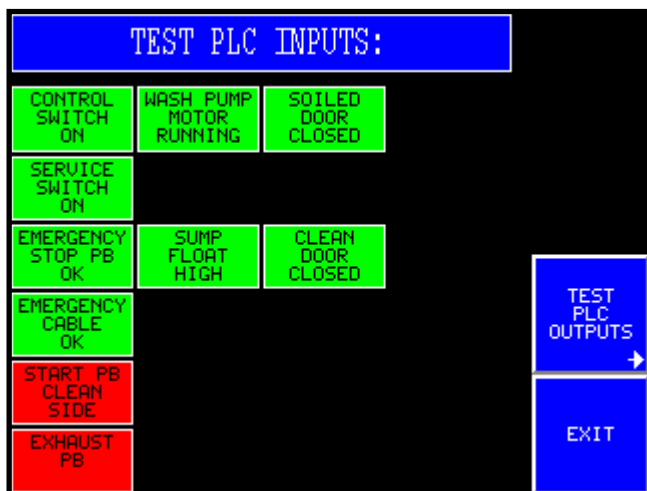 TEST PLC INPUTS:
CONTROL
SWITCH
ON
WASH PUMP
MOTOR
RUNNING
SOILED
DOOR
CLOSED
SERVICE
SWITCH
ON
EMERGENCY
STOP PB
OK
SUMP
FLOAT
HIGH
CLEAN
DOOR
CLOSED
EMERGENCY
CABLE
OK
START PB
CLEAN
SIDE
EXHAUST
PB
TEST
PLC
OUTPUTS
EXIT